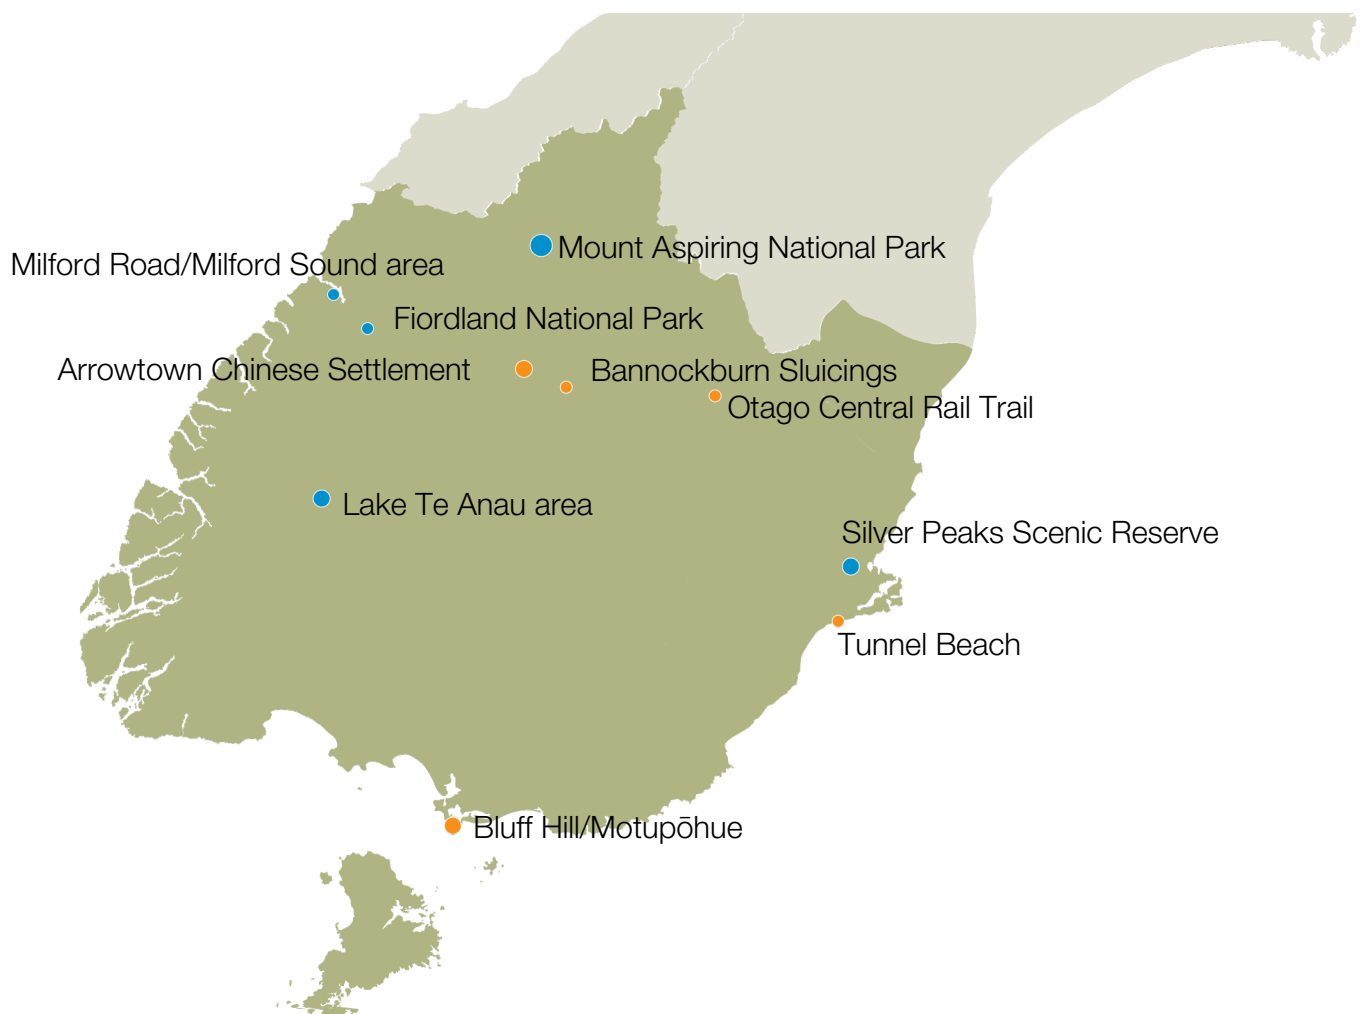 Mount Aspiring National Park
Milford Road/Milford Sound area
Fiordland National Park
Arrowtown Chinese Settlement
Bannockburn Sluicings
Otago Central Rail Trail
Lake Te Anau area
Silver Peaks Scenic Reserve
Tunnel Beach
Bluff Hill/Motupōhue